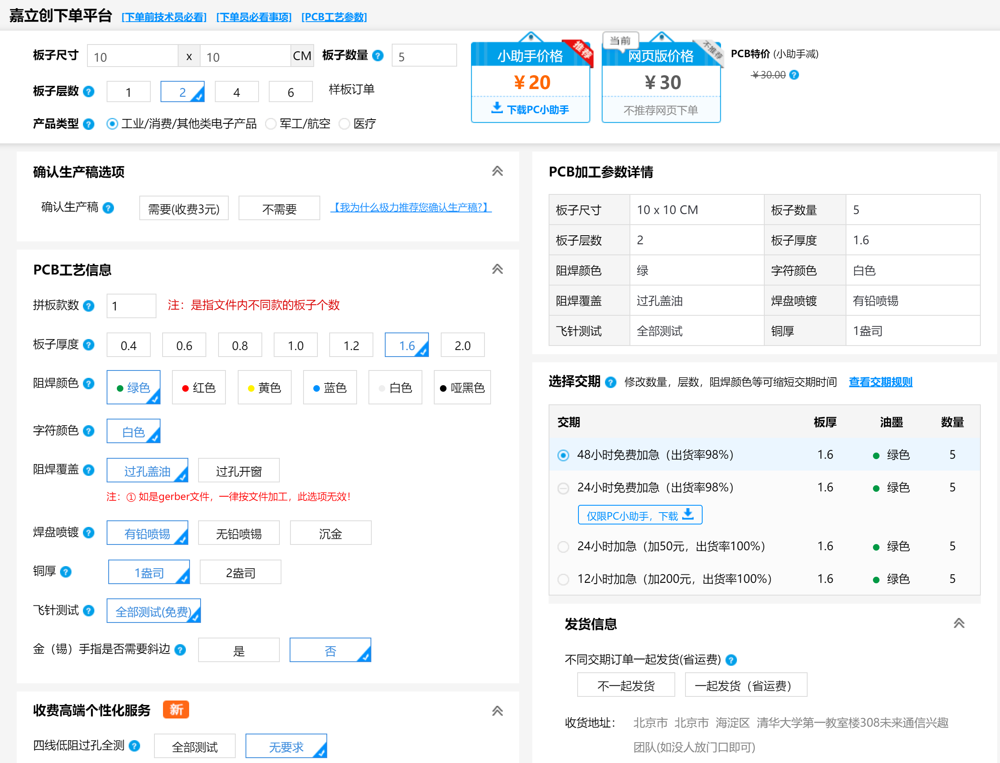 嘉立创下单平台 [下单前技术员必看] [下单员必看事项] [PCB工艺参数]
板子尺寸 10 x 10 CM 板子数量 5
板子层数 1 2 4 6 样板订单
产品类型 工业/消费/其他类电子产品 军工/航空 医疗
小助手价格 推荐
¥20
下载PC小助手
当前
网页版价格 不推荐
¥30
不推荐网页下单
PCB特价 (小助手减)
¥30.00
确认生产稿选项
确认生产稿 需要(收费3元) 不需要 【我为什么极力推荐您确认生产稿?】
PCB工艺信息
拼板款数 1 注：是指文件内不同款的板子个数
板子厚度 0.4 0.6 0.8 1.0 1.2 1.6 2.0
阻焊颜色 绿色 红色 黄色 蓝色 白色 哑黑色
字符颜色 白色
阻焊覆盖 过孔盖油 过孔开窗
注：① 如是gerber文件，一律按文件加工，此选项无效！
焊盘喷镀 有铅喷锡 无铅喷锡 沉金
铜厚 1盎司 2盎司
飞针测试 全部测试(免费)
金（锡）手指是否需要斜边 是 否
收费高端个性化服务 新
四线低阻过孔全测 全部测试 无要求
PCB加工参数详情
板子尺寸 10 x 10 CM 板子数量 5
板子层数 2 板子厚度 1.6
阻焊颜色 绿 字符颜色 白色
阻焊覆盖 过孔盖油 焊盘喷镀 有铅喷锡
飞针测试 全部测试 铜厚 1盎司
选择交期 修改数量，层数，阻焊颜色等可缩短交期时间 查看交期规则
交期 板厚 油墨 数量
48小时免费加急（出货率98%） 1.6 绿色 5
24小时免费加急（出货率98%） 1.6 绿色 5
仅限PC小助手，下载
24小时加急（加50元，出货率100%） 1.6 绿色 5
12小时加急（加200元，出货率100%） 1.6 绿色 5
发货信息
不同交期订单一起发货(省运费)
不一起发货 一起发货（省运费）
收货地址： 北京市 北京市 海淀区 清华大学第一教室楼308未来通信兴趣
团队(如没人放门口即可)